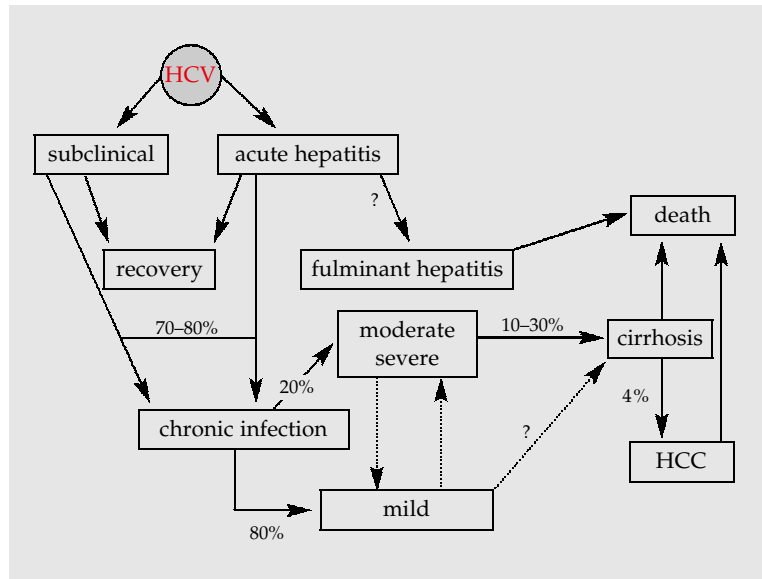 HCV
subclinical
acute hepatitis
?
death
recovery
fulminant hepatitis
70–80%
moderate
severe
10–30%
cirrhosis
20%
4%
chronic infection
?
HCC
mild
80%